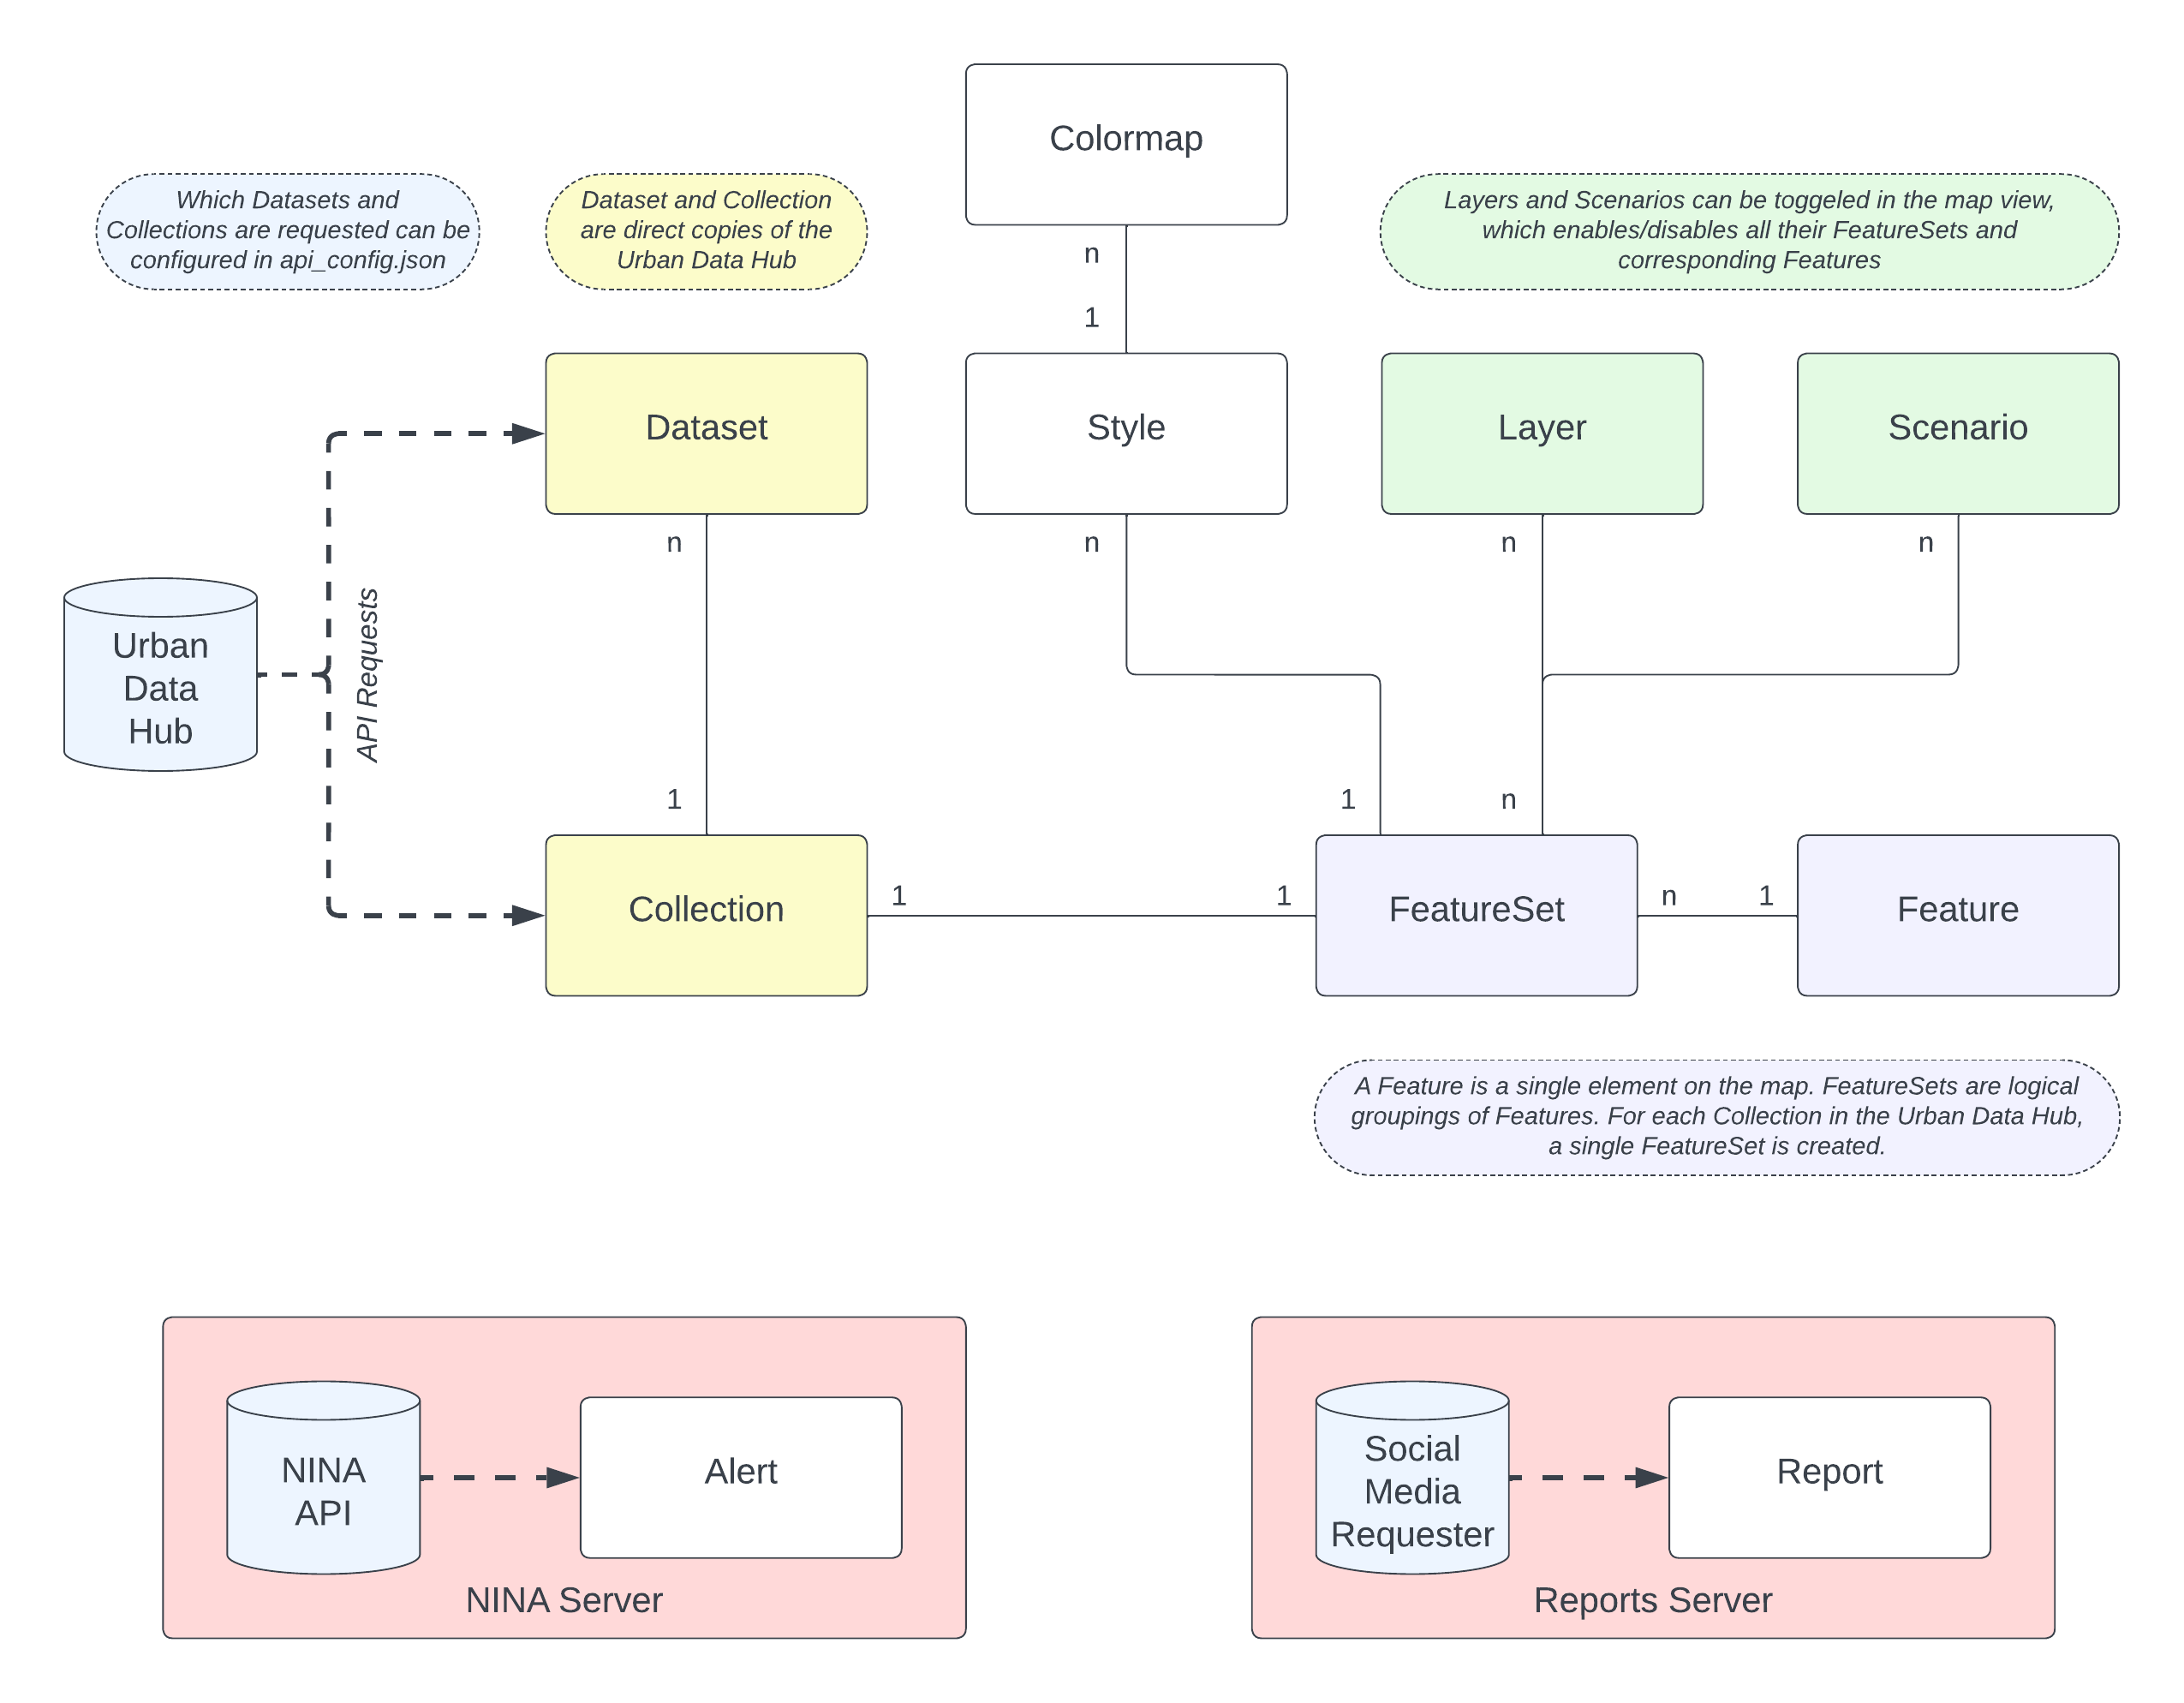 Colormap
Which Datasets and
Collections are requested can be
configured in api_config.json
Dataset and Collection
are direct copies of the
Urban Data Hub
Layers and Scenarios can be toggeled in the map view,
which enables/disables all their FeatureSets and
corresponding Features
n
1
Dataset
Style
Layer
Scenario
n
n
n
n
Urban
Data
Hub
API Requests
1
1
n
Collection
1
1
FeatureSet
n
1
Feature
A Feature is a single element on the map. FeatureSets are logical
groupings of Features. For each Collection in the Urban Data Hub,
a single FeatureSet is created.
NINA
API
Alert
NINA Server
Social
Media
Requester
Report
Reports Server